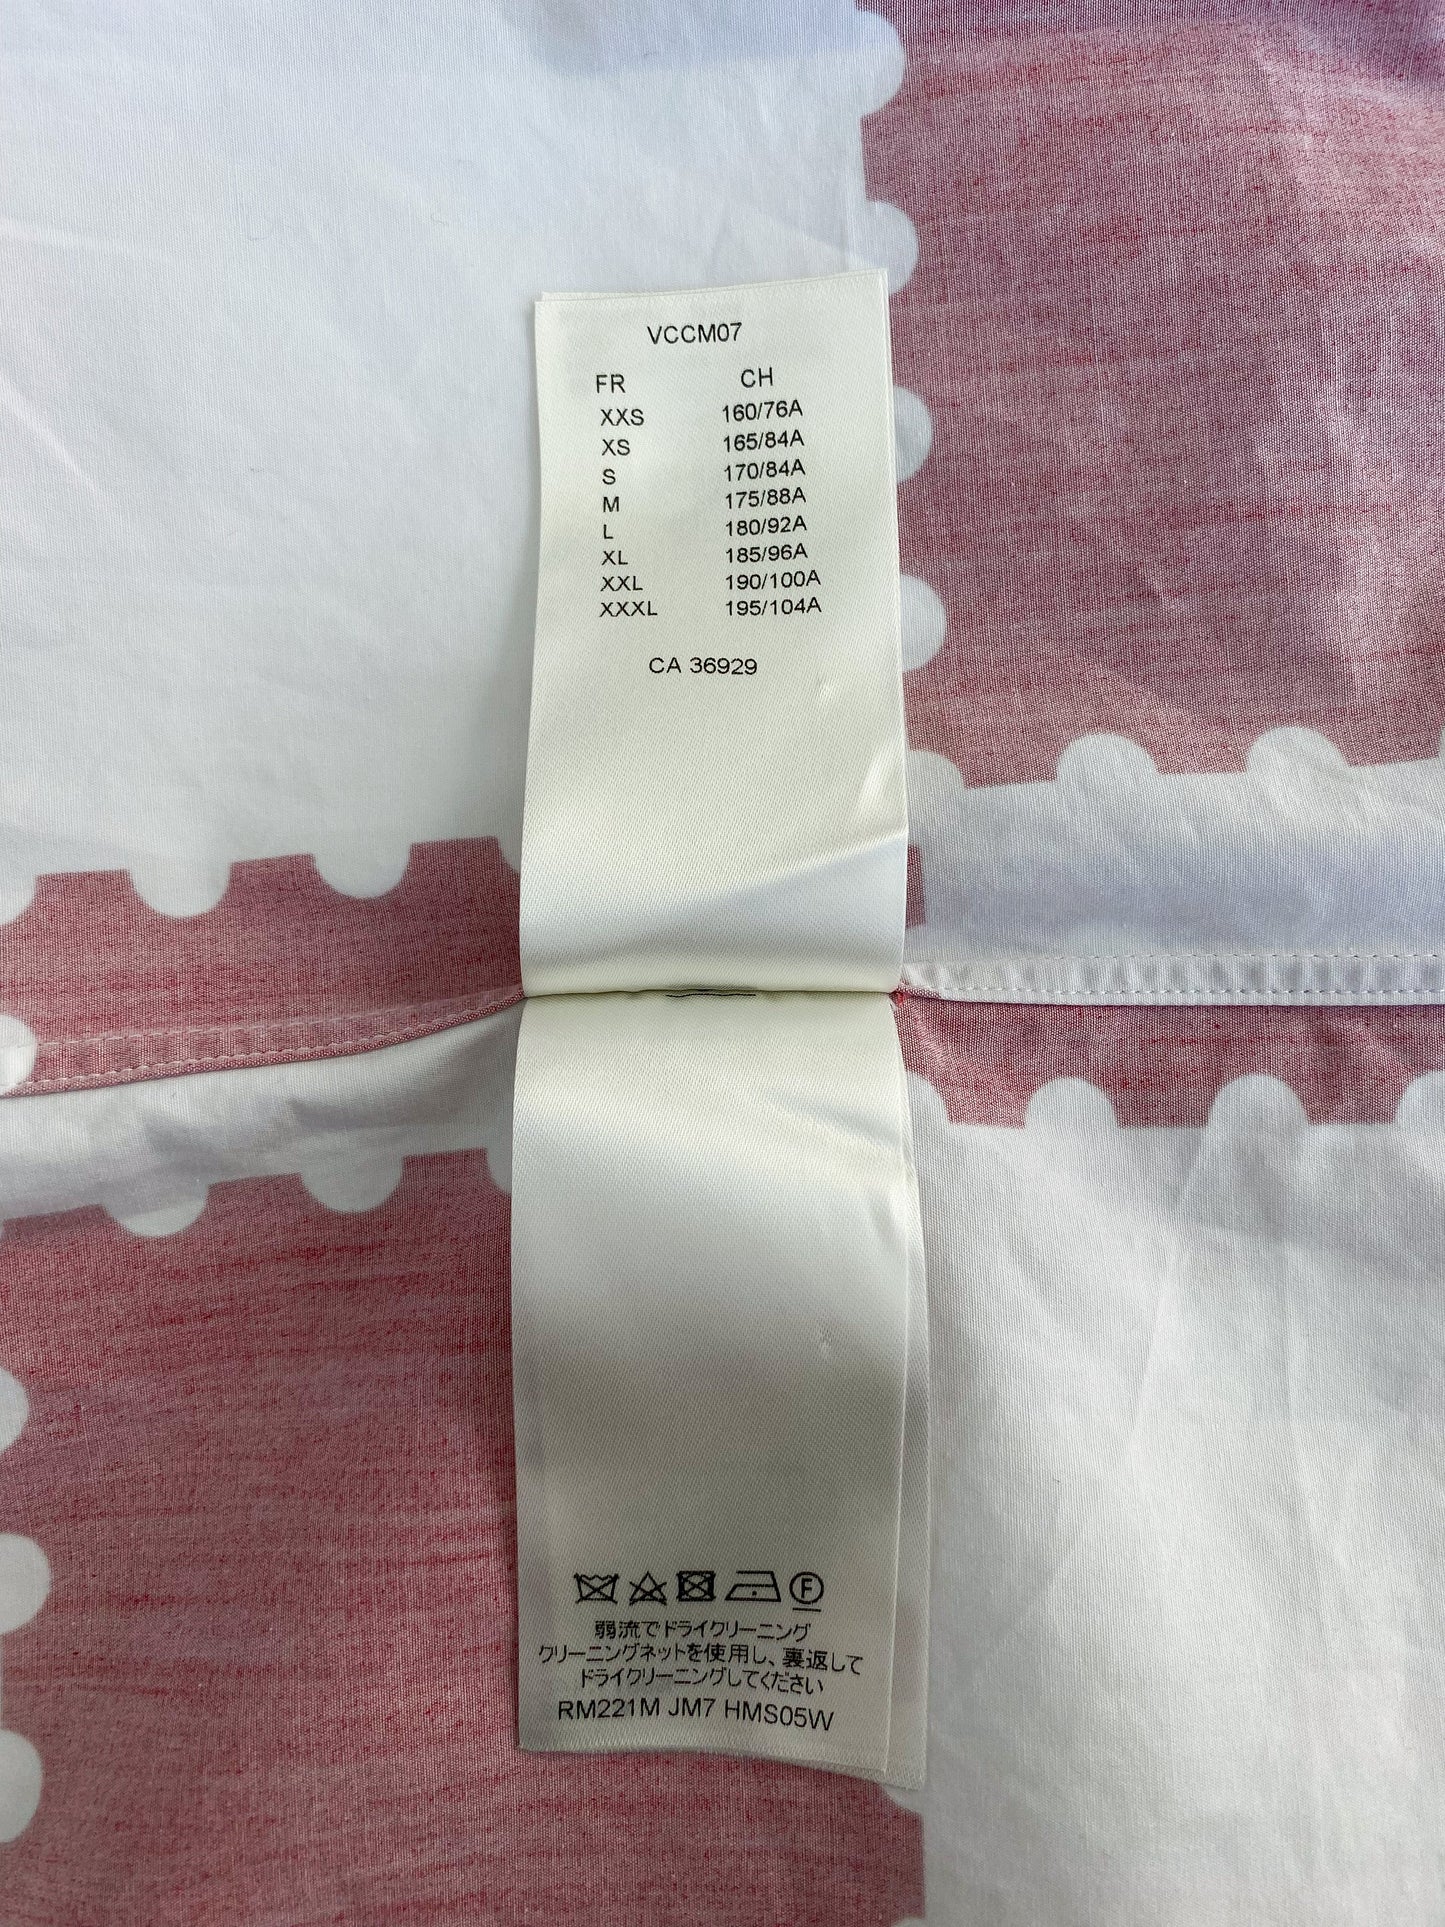 VCCM07
FR CH
XXS 160/76A
XS 165/84A
S 170/84A
M 175/88A
L 180/92A
XL 185/96A
XXL 190/100A
XXXL 195/104A
CA 36929
F
弱流でドライクリーニング
クリーニングネットを使用し、裏返して
ドライクリーニングしてください
RM221M JM7 HMS05W